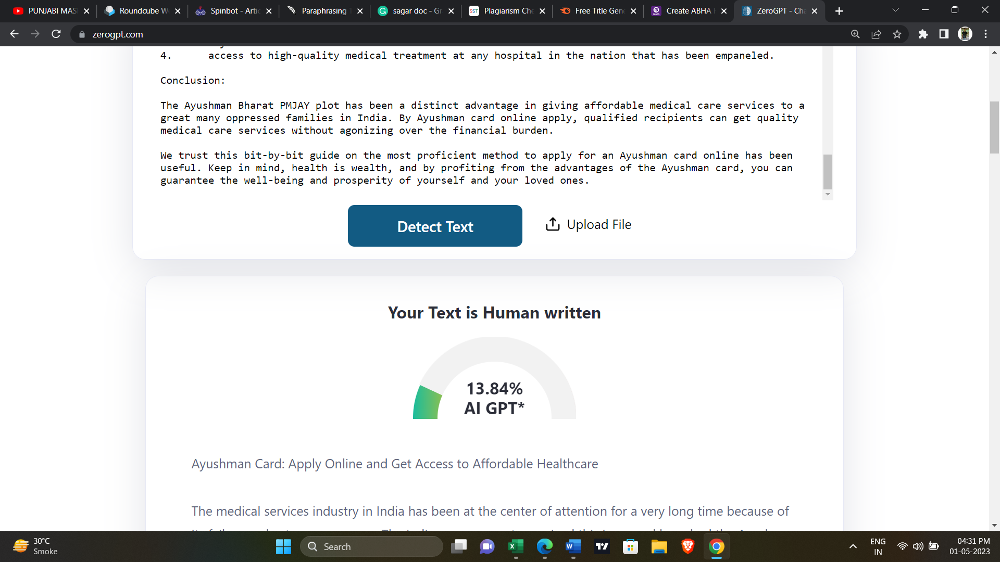 PUNJABI MAS
Roundcube W
Spinbot - Artic
Paraphrasing T
sagar doc - Gr
SST Plagiarism Che
Free Title Gene
Create ABHA
ZeroGPT - Cha
zerogpt.com
4. access to high-quality medical treatment at any hospital in the nation that has been empaneled.
Conclusion:
The Ayushman Bharat PMJAY plot has been a distinct advantage in giving affordable medical care services to a
great many oppressed families in India. By Ayushman card online apply, qualified recipients can get quality
medical care services without agonizing over the financial burden.
We trust this bit-by-bit guide on the most proficient method to apply for an Ayushman card online has been
useful. Keep in mind, health is wealth, and by profiting from the advantages of the Ayushman card, you can
guarantee the well-being and prosperity of yourself and your loved ones.
Detect Text
Upload File
Your Text is Human written
13.84%
AI GPT*
Ayushman Card: Apply Online and Get Access to Affordable Healthcare
The medical services industry in India has been at the center of attention for a very long time because of
30°C
Smoke
Search
ENG
IN
04:31 PM
01-05-2023